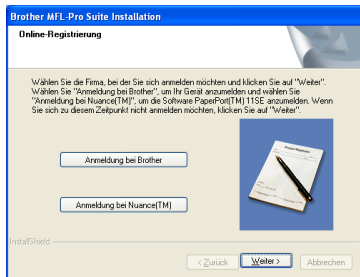 Brother MFL-Pro Suite Installation
Online-Registrierung
Wählen Sie die Firma, bei der Sie sich anmelden möchten und klicken Sie auf "Weiter".
Wählen Sie "Anmeldung bei Brother", um Ihr Gerät anzumelden und wählen Sie
"Anmeldung bei Nuance(TM)", um die Software PaperPort(TM) 11SE anzumelden. Wenn
Sie sich zu diesem Zeitpunkt nicht anmelden möchten, klicken Sie auf "Weiter".
Product Registration
Anmeldung bei Brother
Anmeldung bei Nuance(TM)
InstallShield
< Zurück
Weiter >
Abbrechen